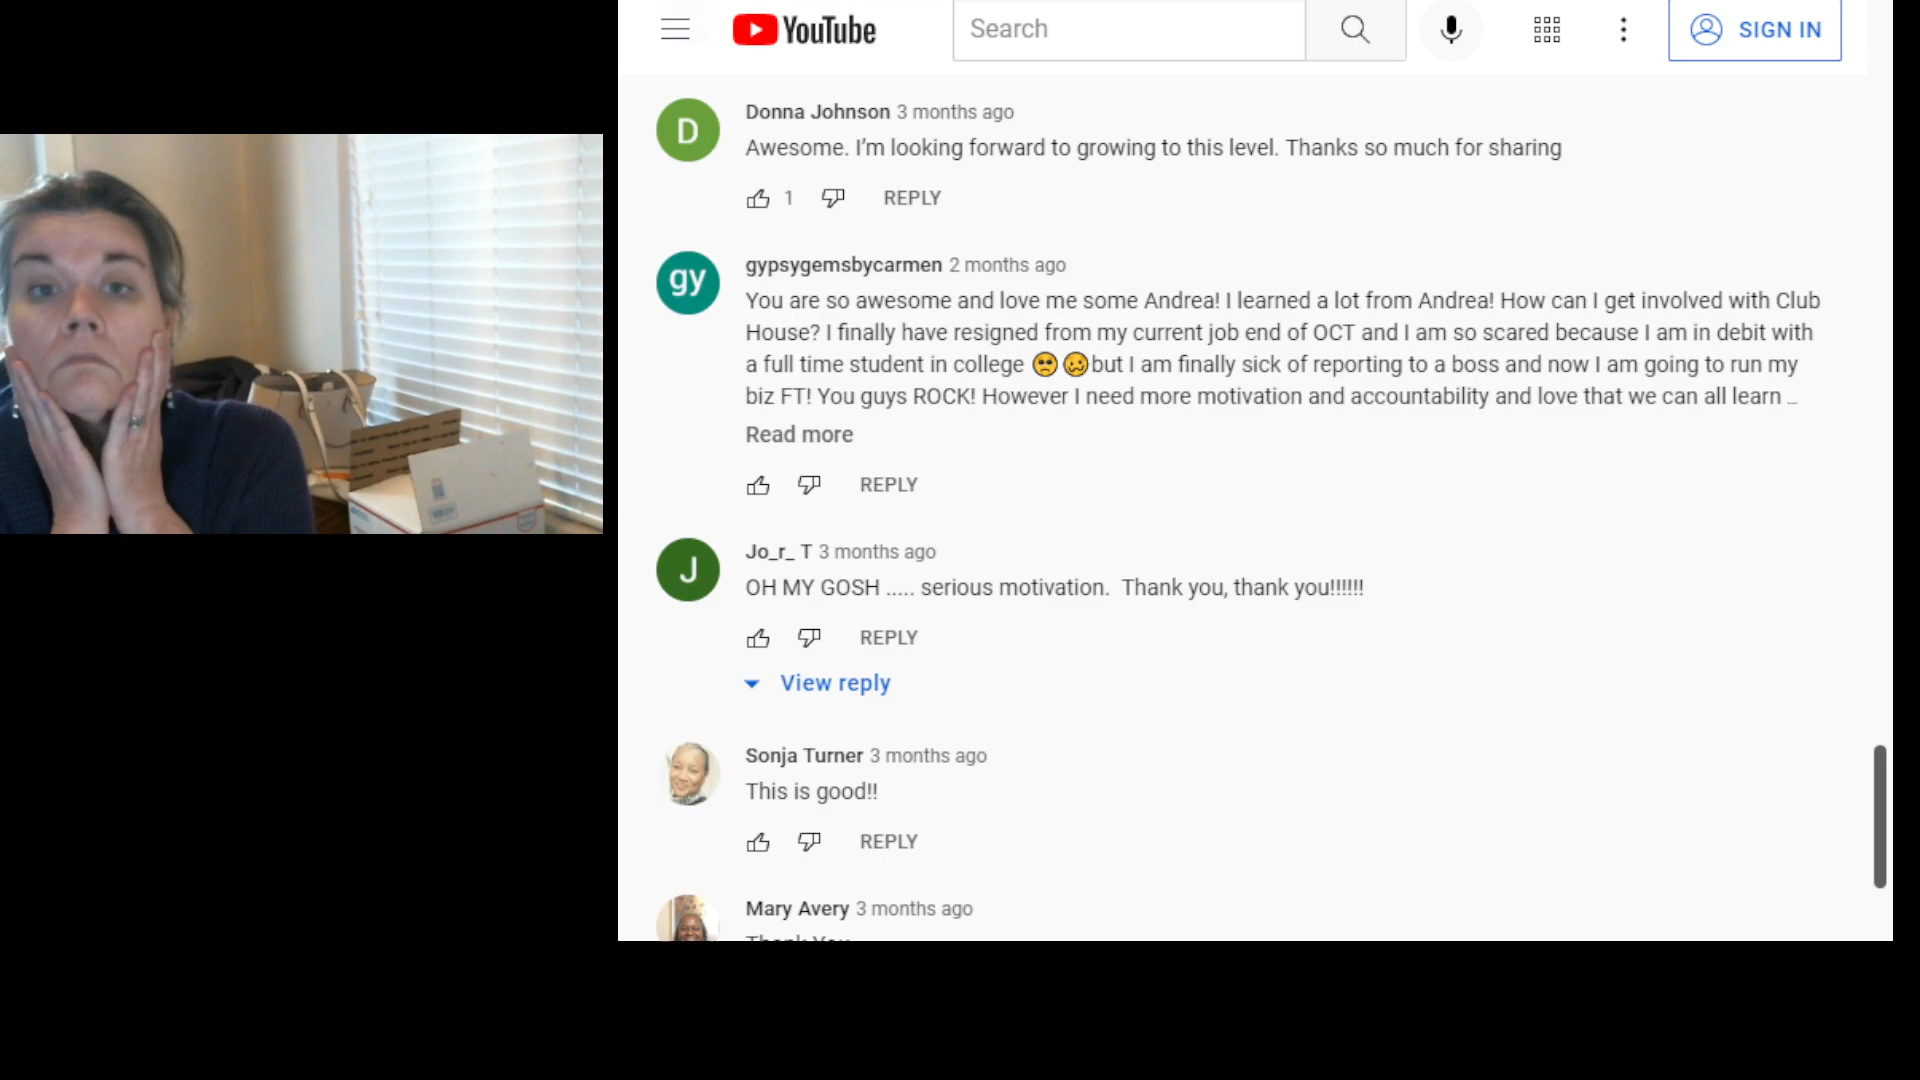 YouTube
Search
SIGN IN
D
Donna Johnson 3 months ago
Awesome. I'm looking forward to growing to this level. Thanks so much for sharing
1 REPLY
gy
gypsygemsbycarmen 2 months ago
You are so awesome and love me some Andrea! I learned a lot from Andrea! How can I get involved with Club
House? I finally have resigned from my current job end of OCT and I am so scared because I am in debit with
a full time student in college 🙁🥴but I am finally sick of reporting to a boss and now I am going to run my
biz FT! You guys ROCK! However I need more motivation and accountability and love that we can all learn ...
Read more
REPLY
J
Jo_r_ T 3 months ago
OH MY GOSH ..... serious motivation.  Thank you, thank you!!!!!!
REPLY
View reply
Sonja Turner 3 months ago
This is good!!
REPLY
Mary Avery 3 months ago
Thank You